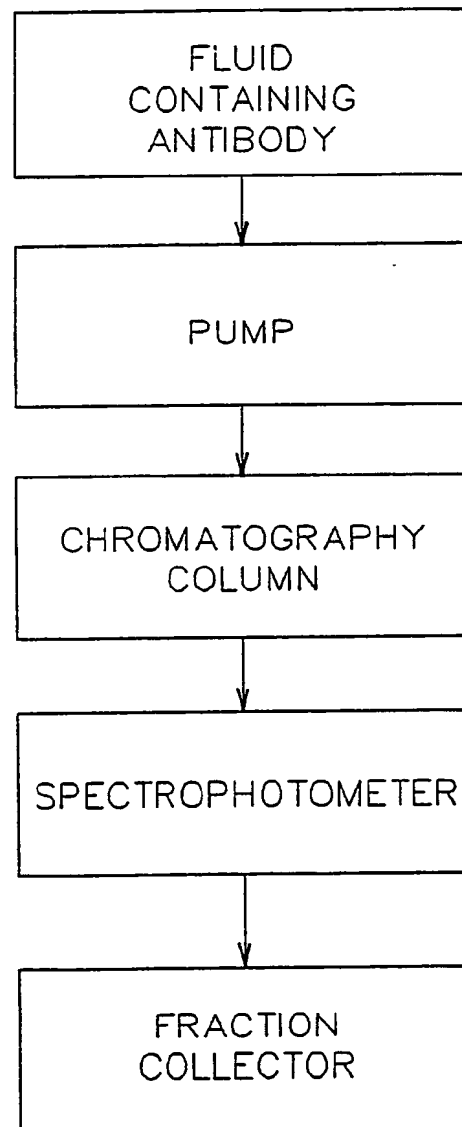 FLUID
CONTAINING
ANTIBODY
PUMP
CHROMATOGRAPHY
COLUMN
SPECTROPHOTOMETER
FRACTION
COLLECTOR